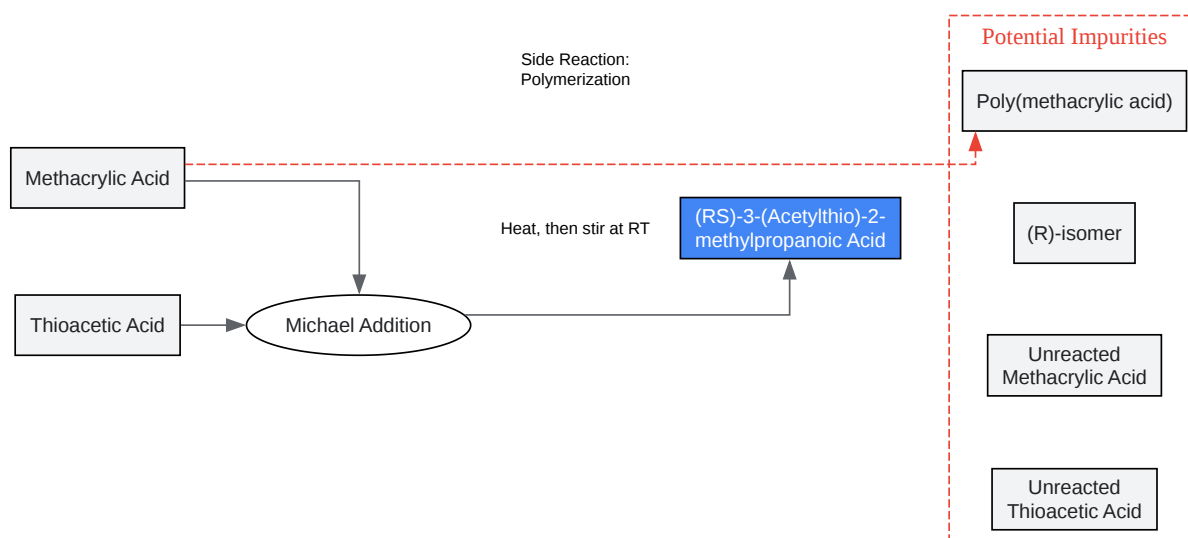 Potential Impurities
Side Reaction:
Polymerization
Poly(methacrylic acid)
Methacrylic Acid
Heat, then stir at RT
(RS)-3-(Acetylthio)-2-
methylpropanoic Acid
(R)-isomer
Thioacetic Acid
Michael Addition
Unreacted
Methacrylic Acid
Unreacted
Thioacetic Acid